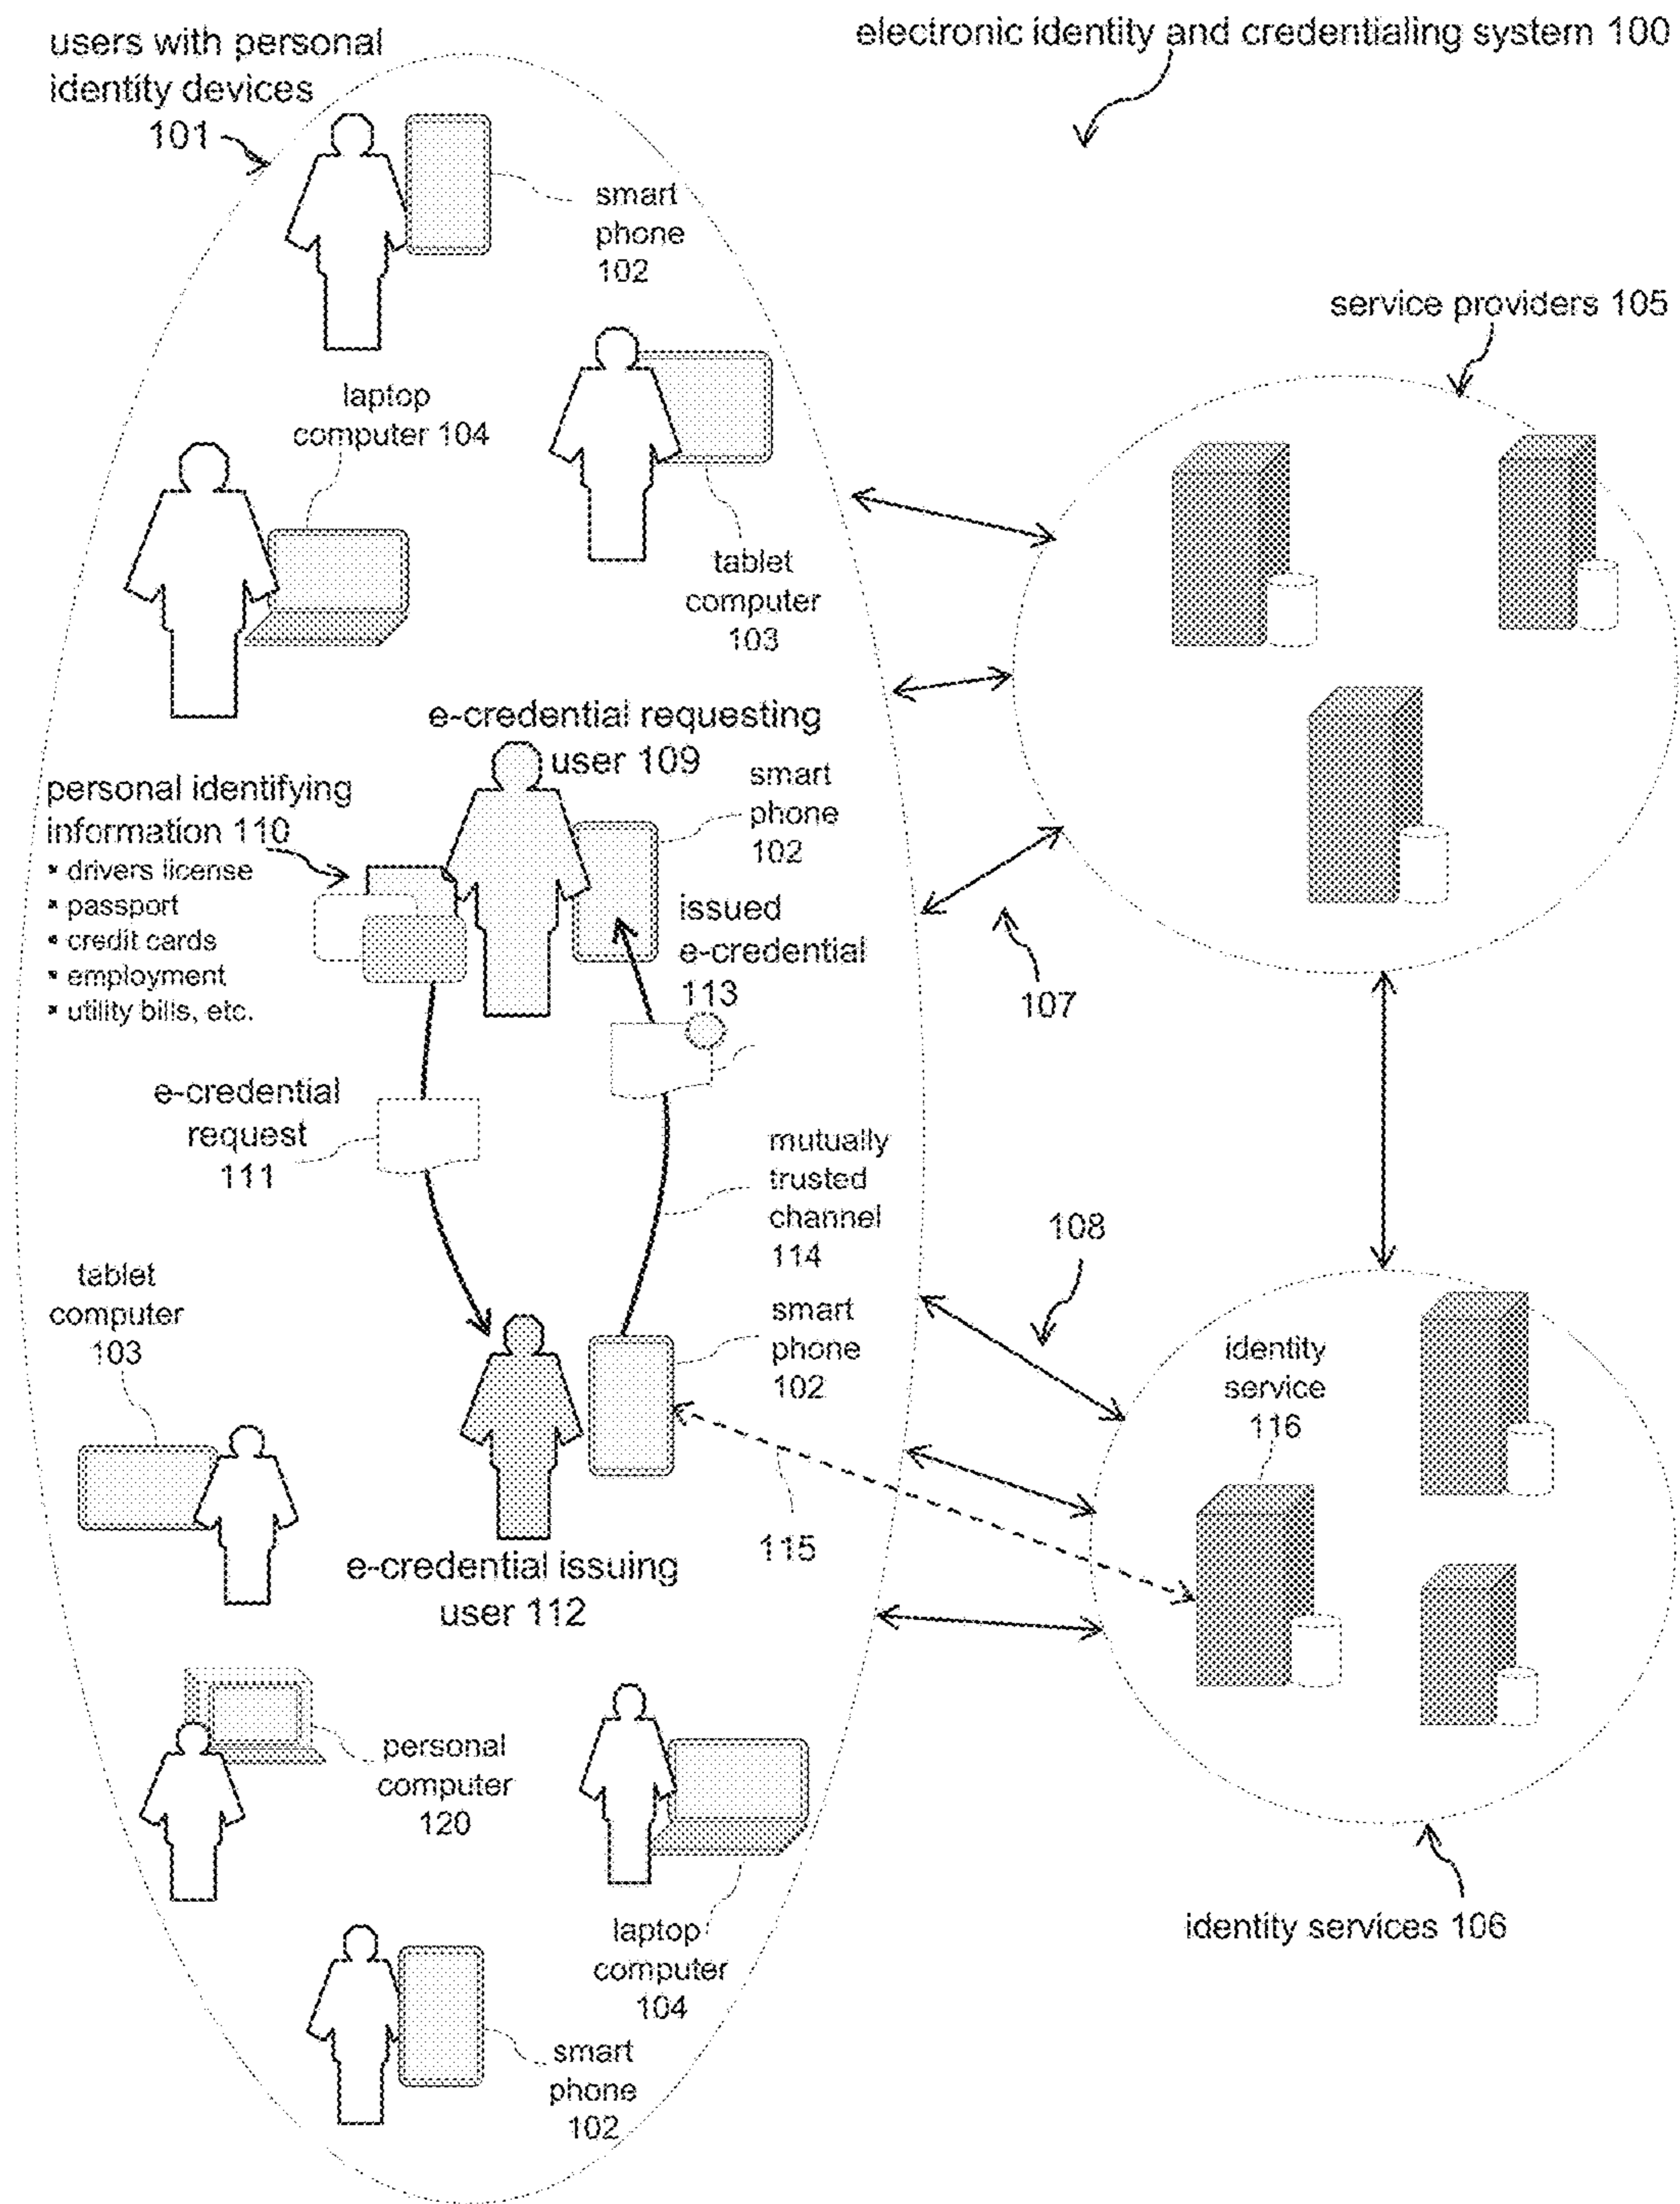 users with personal
identity devices
101
electronic identity and credentialing system 100
smart
phone
102
service providers 105
laptop
computer 104
tablet
computer
103
e-credential requesting
user 109
personal identifying
information 110
• drivers license
• passport
• credit cards
• employment
• utility bills, etc.
smart
phone
102
issued
e-credential
113
107
e-credential
request
111
mutually
trusted
channel
114
108
tablet
computer
103
smart
phone
102
identity
service
116
115
e-credential issuing
user 112
personal
computer
120
laptop
computer
104
identity services 106
smart
phone
102